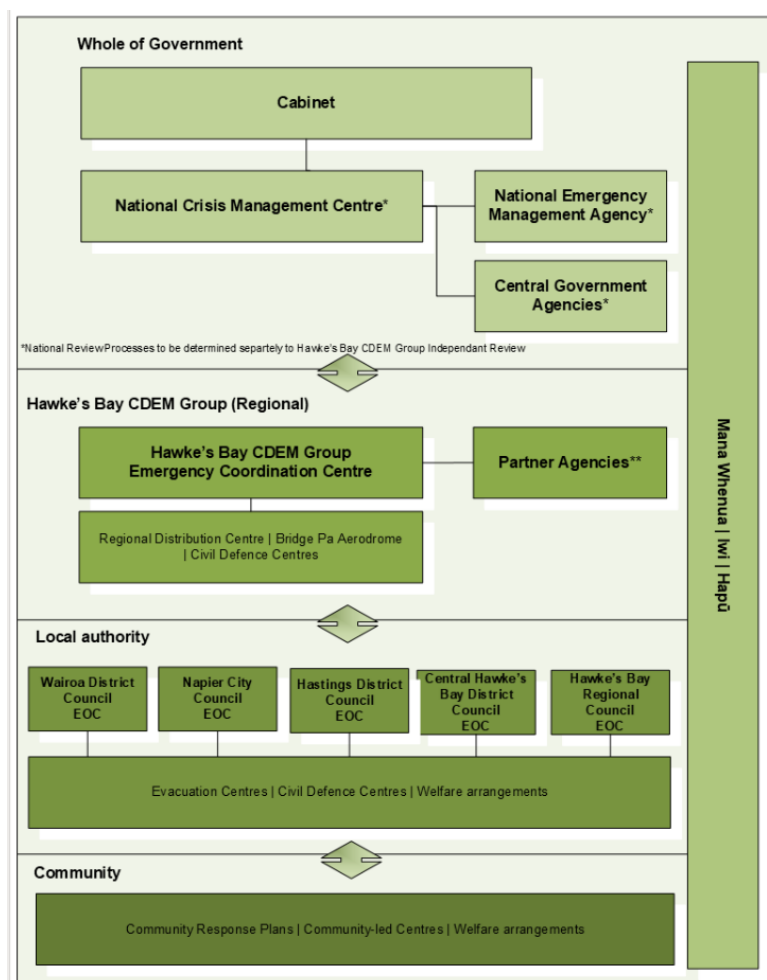 Whole of Government
Cabinet
National Crisis Management Centre*
National Emergency
Management Agency*
Central Government
Agencies*
*National Review Processes to be determined separtely to Hawke's Bay CDEM Group Independant Review
Hawke's Bay CDEM Group (Regional)
Hawke's Bay CDEM Group
Emergency Coordination Centre
Partner Agencies**
Regional Distribution Centre | Bridge Pa Aerodrome
| Civil Defence Centres
Local authority
Wairoa District
Council
EOC
Napier City
Council
EOC
Hastings District
Council
EOC
Central Hawke's
Bay District
Council
EOC
Hawke's Bay
Regional
Council
EOC
Evacuation Centres | Civil Defence Centres | Welfare arrangements
Community
Community Response Plans | Community-led Centres | Welfare arrangements
Mana Whenua | Iwi | Hapū